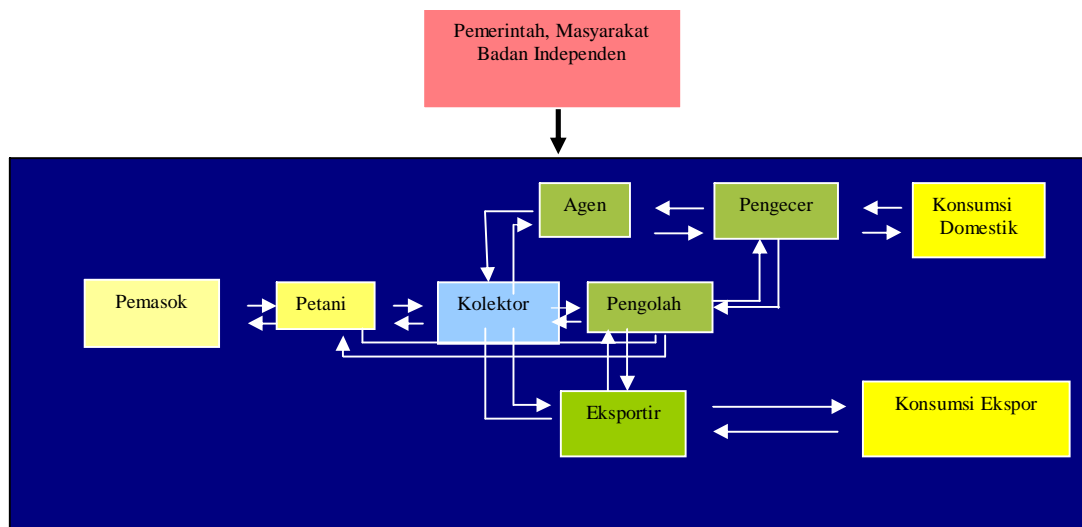 Pemerintah, Masyarakat
Badan Independen
Agen
Pengecer
Konsumsi
Domestik
Pemasok
Petani
Kolektor
Pengolah
Eksportir
Konsumsi Ekspor